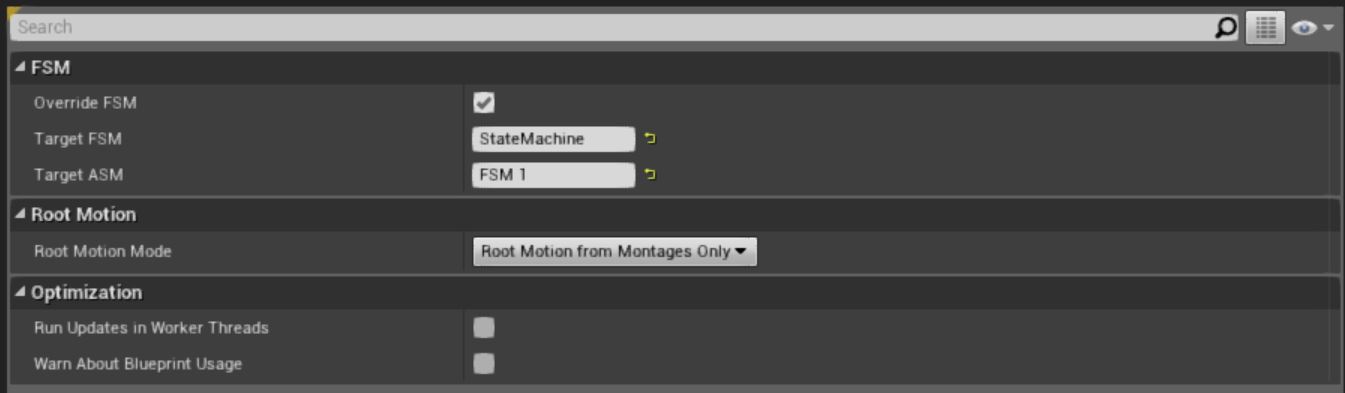 Search
FSM
Override FSM
Target FSM StateMachine
Target ASM FSM 1
Root Motion
Root Motion Mode Root Motion from Montages Only
Optimization
Run Updates in Worker Threads
Warn About Blueprint Usage